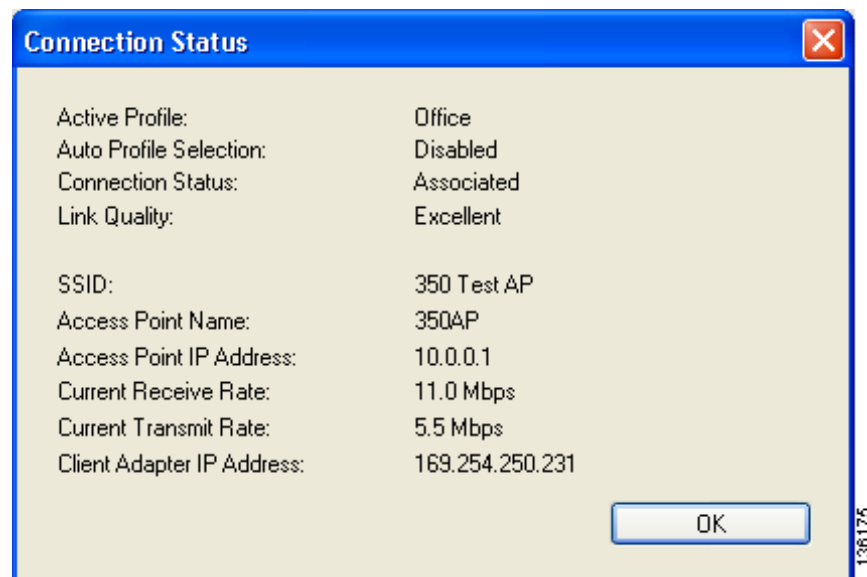 Connection Status
Active Profile: Office
Auto Profile Selection: Disabled
Connection Status: Associated
Link Quality: Excellent
SSID: 350 Test AP
Access Point Name: 350AP
Access Point IP Address: 10.0.0.1
Current Receive Rate: 11.0 Mbps
Current Transmit Rate: 5.5 Mbps
Client Adapter IP Address: 169.254.250.231
OK
136175